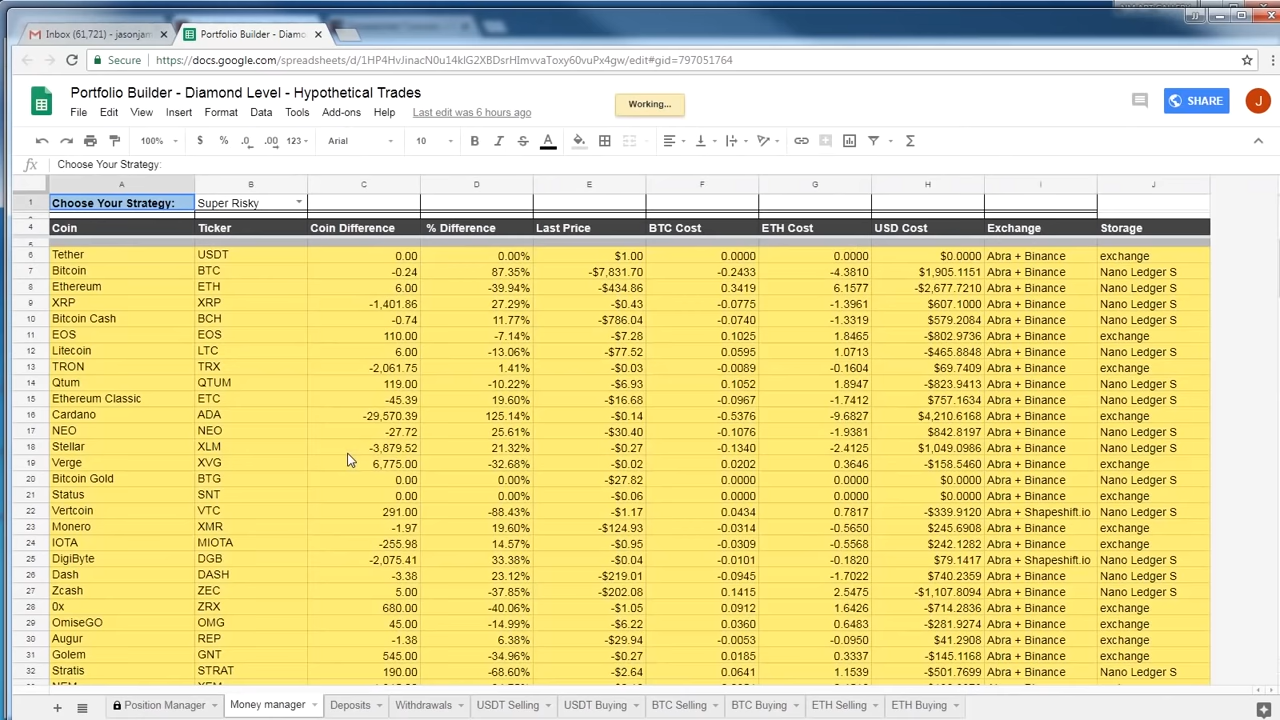 Inbox (61,721) - jasonjam
Portfolio Builder - Diamo
Secure
https://docs.google.com/spreadsheets/d/1HP4HvJinacN0u14klG2XBDsrHImvvaToxy60vuPx4gw/edit#gid=797051764
Portfolio Builder - Diamond Level - Hypothetical Trades
Working...
SHARE
J
File Edit View Insert Format Data Tools Add-ons Help Last edit was 6 hours ago
100% $ % .0 .00 123 Arial 10 B I S A
fx Choose Your Strategy:
A B C D E F G H I J
1 Choose Your Strategy: Super Risky
4 Coin Ticker Coin Difference % Difference Last Price BTC Cost ETH Cost USD Cost Exchange Storage
5
6 Tether USDT 0.00 0.00% $1.00 0.0000 0.0000 $0.0000 Abra + Binance exchange
7 Bitcoin BTC -0.24 87.35% -$7,831.70 -0.2433 -4.3810 $1,905.1151 Abra + Binance Nano Ledger S
8 Ethereum ETH 6.00 -39.94% -$434.86 0.3419 6.1577 -$2,677.7210 Abra + Binance Nano Ledger S
9 XRP XRP -1,401.86 27.29% -$0.43 -0.0775 -1.3961 $607.1000 Abra + Binance Nano Ledger S
10 Bitcoin Cash BCH -0.74 11.77% -$786.04 -0.0740 -1.3319 $579.2084 Abra + Binance Nano Ledger S
11 EOS EOS 110.00 -7.14% -$7.28 0.1025 1.8465 -$802.9736 Abra + Binance exchange
12 Litecoin LTC 6.00 -13.06% -$77.52 0.0595 1.0713 -$465.8848 Abra + Binance Nano Ledger S
13 TRON TRX -2,061.75 1.41% -$0.03 -0.0089 -0.1604 $69.7409 Abra + Binance exchange
14 Qtum QTUM 119.00 -10.22% -$6.93 0.1052 1.8947 -$823.9413 Abra + Binance Nano Ledger S
15 Ethereum Classic ETC -45.39 19.60% -$16.68 -0.0967 -1.7412 $757.1634 Abra + Binance Nano Ledger S
16 Cardano ADA -29,570.39 125.14% -$0.14 -0.5376 -9.6827 $4,210.6168 Abra + Binance exchange
17 NEO NEO -27.72 25.61% -$30.40 -0.1076 -1.9381 $842.8197 Abra + Binance Nano Ledger S
18 Stellar XLM -3,879.52 21.32% -$0.27 -0.1340 -2.4125 $1,049.0986 Abra + Binance Nano Ledger S
19 Verge XVG 6,775.00 -32.68% -$0.02 0.0202 0.3646 -$158.5460 Abra + Binance exchange
20 Bitcoin Gold BTG 0.00 0.00% -$27.82 0.0000 0.0000 $0.0000 Abra + Binance Nano Ledger S
21 Status SNT 0.00 0.00% -$0.06 0.0000 0.0000 $0.0000 Abra + Binance exchange
22 Vertcoin VTC 291.00 -88.43% -$1.17 0.0434 0.7817 -$339.9120 Abra + Shapeshift.io Nano Ledger S
23 Monero XMR -1.97 19.60% -$124.93 -0.0314 -0.5650 $245.6908 Abra + Binance exchange
24 IOTA MIOTA -255.98 14.57% -$0.95 -0.0309 -0.5568 $242.1282 Abra + Binance exchange
25 DigiByte DGB -2,075.41 33.38% -$0.04 -0.0101 -0.1820 $79.1417 Abra + Shapeshift.io Nano Ledger S
26 Dash DASH -3.38 23.12% -$219.01 -0.0945 -1.7022 $740.2359 Abra + Binance Nano Ledger S
27 Zcash ZEC 5.00 -37.85% -$202.08 0.1415 2.5475 -$1,107.8094 Abra + Binance Nano Ledger S
28 0x ZRX 680.00 -40.06% -$1.05 0.0912 1.6426 -$714.2836 Abra + Binance exchange
29 OmiseGO OMG 45.00 -14.99% -$6.22 0.0360 0.6483 -$281.9274 Abra + Binance exchange
30 Augur REP -1.38 6.38% -$29.94 -0.0053 -0.0950 $41.2908 Abra + Binance exchange
31 Golem GNT 545.00 -34.96% -$0.27 0.0185 0.3337 -$145.1168 Abra + Binance exchange
32 Stratis STRAT 190.00 -68.60% -$2.64 0.0641 1.1539 -$501.7699 Abra + Binance Nano Ledger S
Position Manager Money manager Deposits Withdrawals USDT Selling USDT Buying BTC Selling BTC Buying ETH Selling ETH Buying